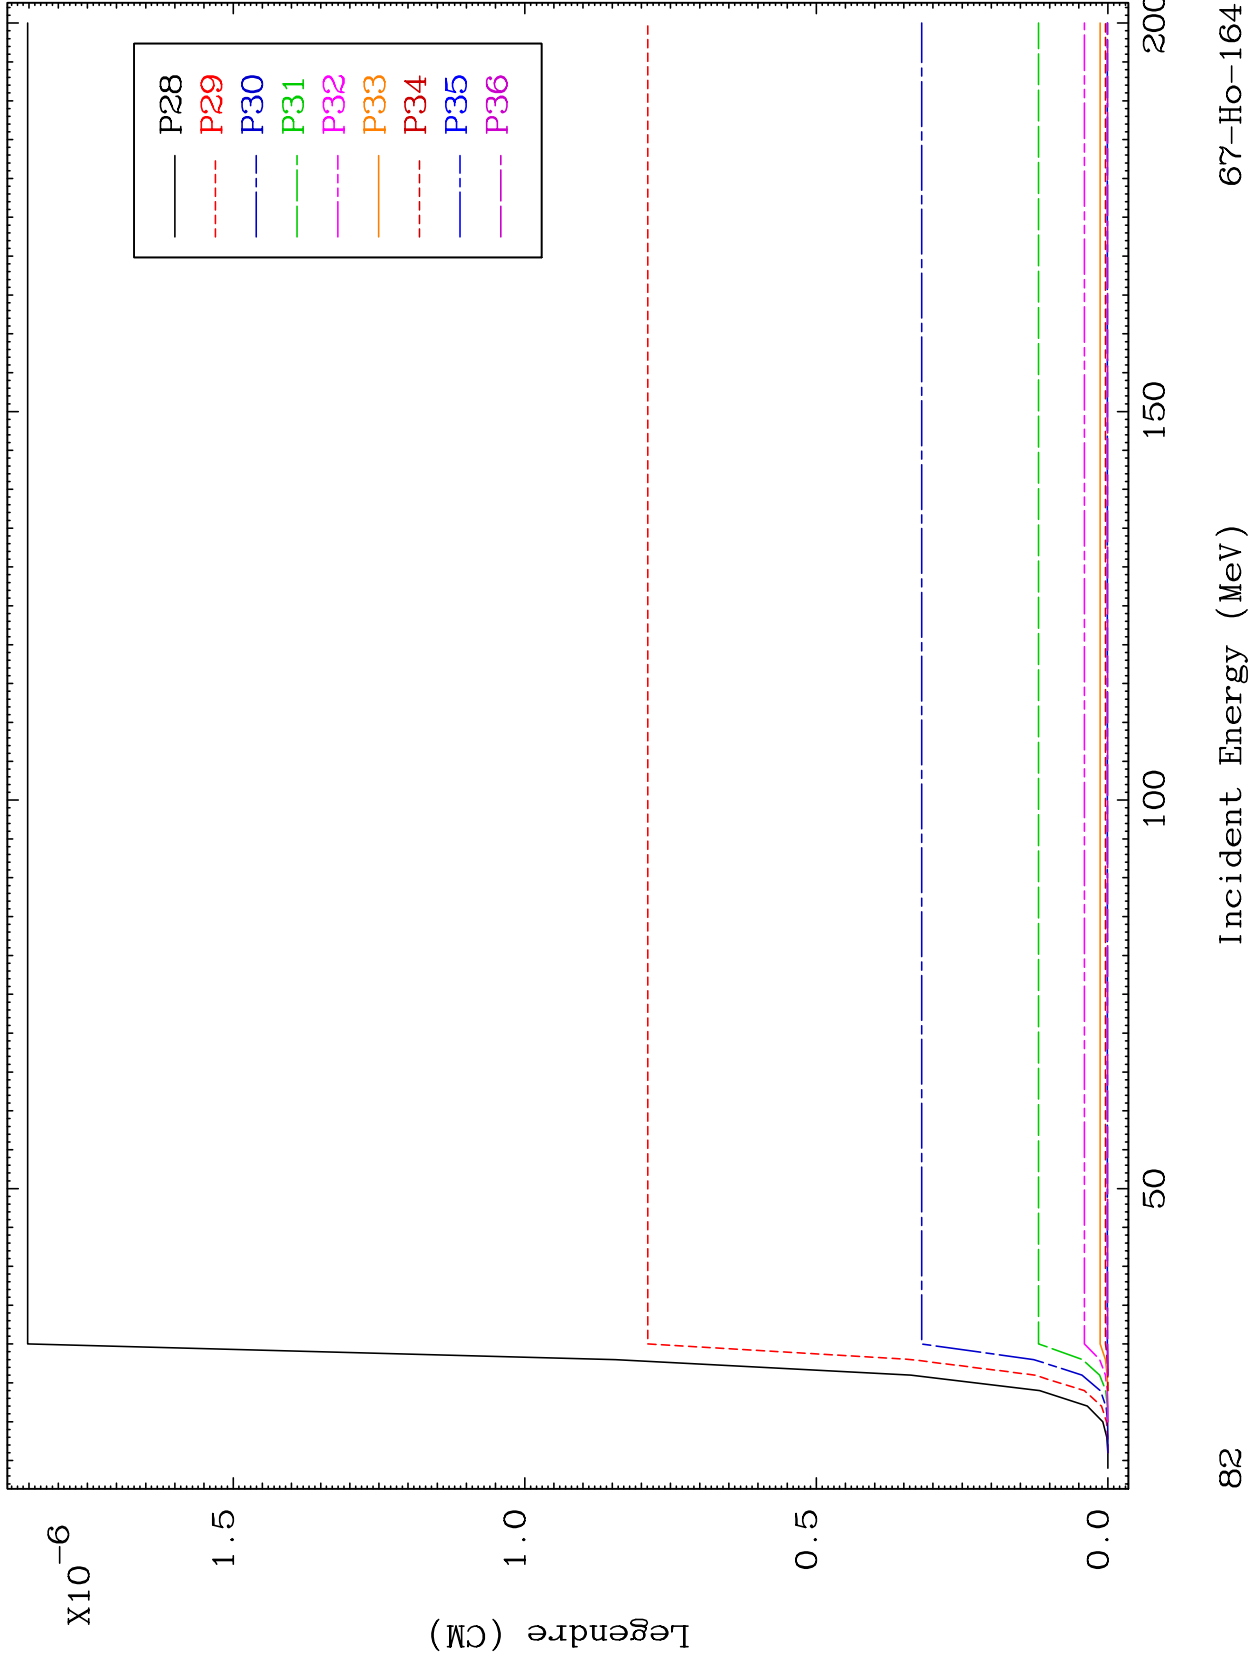 X10-6
1.5
1.0
0.5
0.0
Legendre (CM)
P28
P29
P30
P31
P32
P33
P34
P35
P36
50
100
150
200
Incident Energy (MeV)
82
67-Ho-164